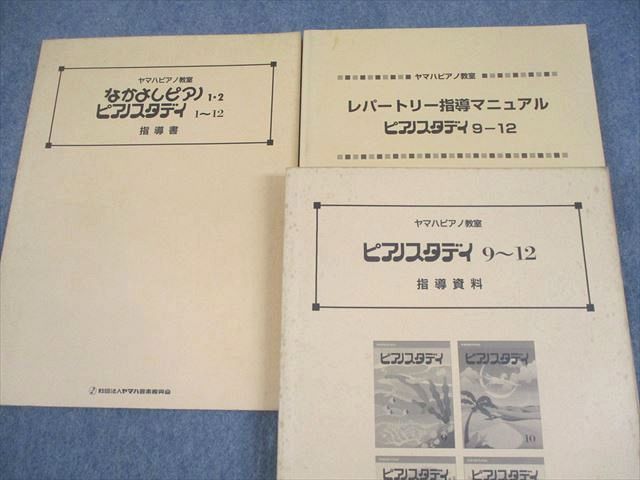 ヤマハピアノ教室
なかよしピアノ 1・2
ピアノスタディ 1〜12
指導書
財団法人ヤマハ音楽振興会
ヤマハピアノ教室
レパートリー指導マニュアル
ピアノスタディ 9−12
ヤマハピアノ教室
ピアノスタディ 9〜12
指導資料
ピアノスタディ
9
ピアノスタディ
10
ピアノスタディ
ピアノスタディ